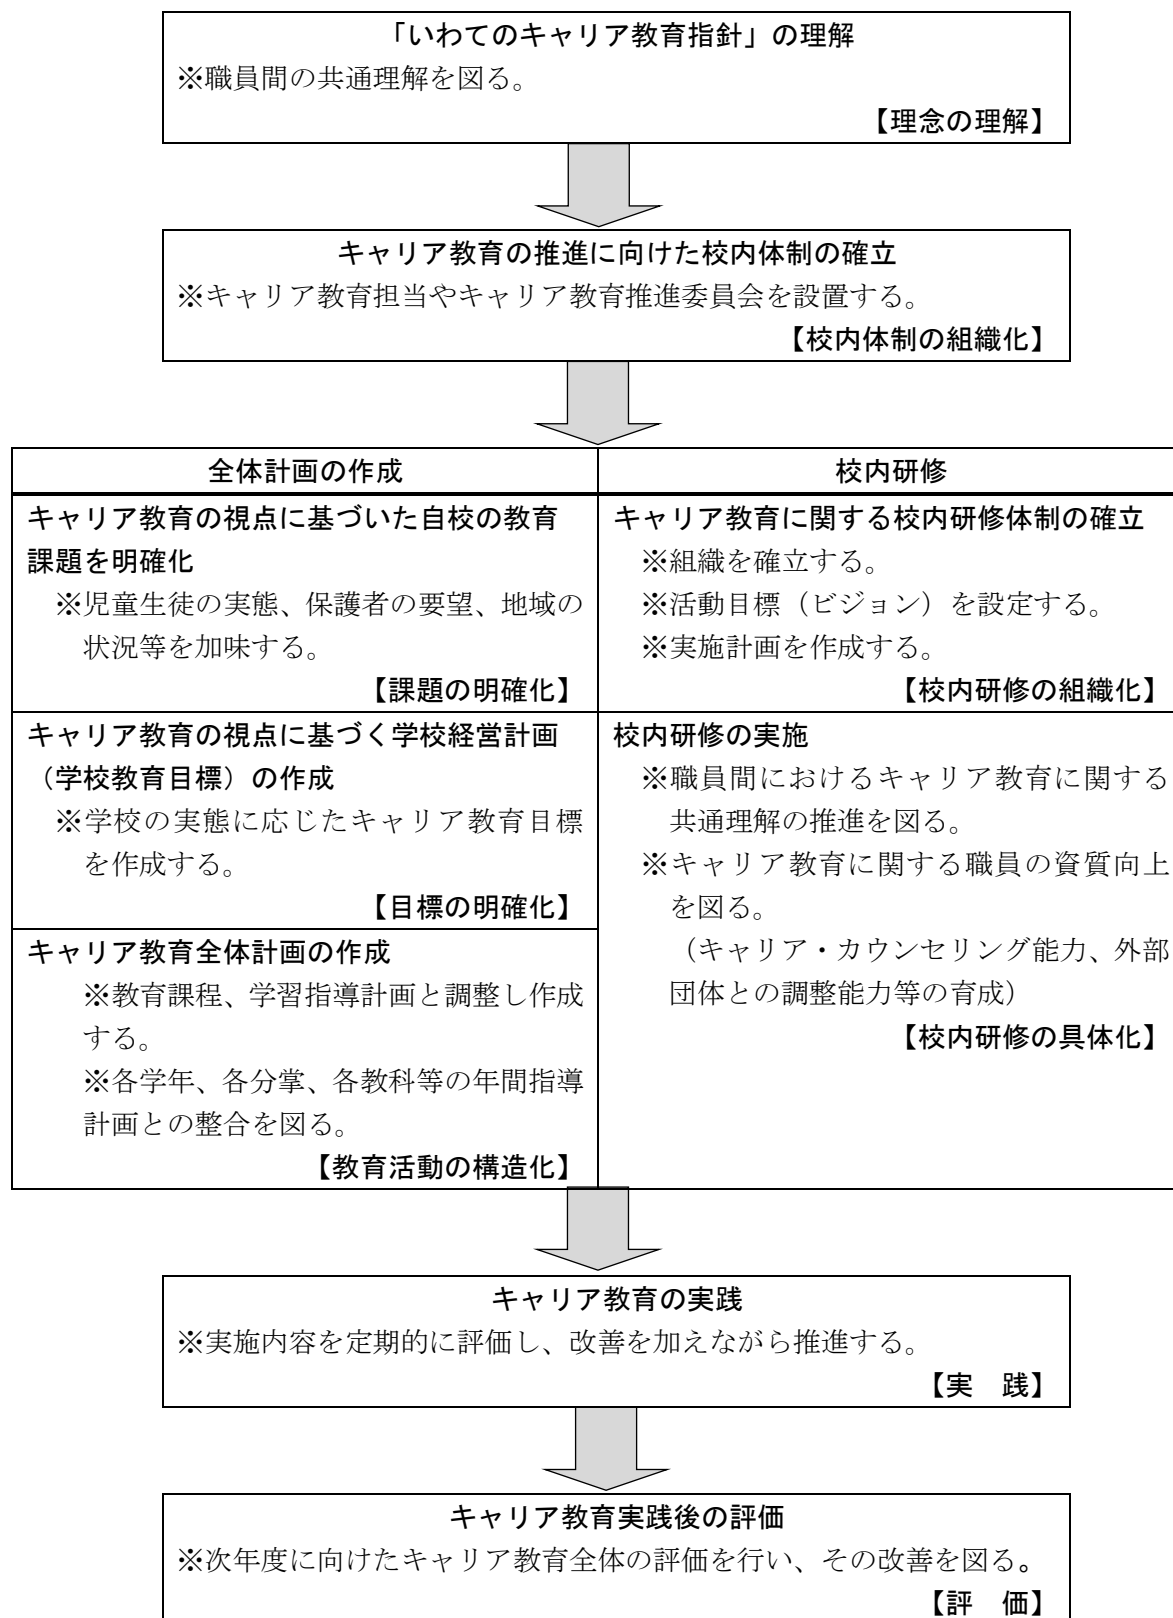 「いわてのキャリア教育指針」の理解
※職員間の共通理解を図る。
【理念の理解】
キャリア教育の推進に向けた校内体制の確立
※キャリア教育担当やキャリア教育推進委員会を設置する。
【校内体制の組織化】
全体計画の作成
キャリア教育の視点に基づいた自校の教育
課題を明確化
※児童生徒の実態、保護者の要望、地域の
状況等を加味する。
【課題の明確化】
キャリア教育の視点に基づく学校経営計画
（学校教育目標）の作成
※学校の実態に応じたキャリア教育目標
を作成する。
【目標の明確化】
キャリア教育全体計画の作成
※教育課程、学習指導計画と調整し作成
する。
※各学年、各分掌、各教科等の年間指導
計画との整合を図る。
【教育活動の構造化】
校内研修
キャリア教育に関する校内研修体制の確立
※組織を確立する。
※活動目標（ビジョン）を設定する。
※実施計画を作成する。
【校内研修の組織化】
校内研修の実施
※職員間におけるキャリア教育に関する
共通理解の推進を図る。
※キャリア教育に関する職員の資質向上
を図る。
（キャリア・カウンセリング能力、外部
団体との調整能力等の育成）
【校内研修の具体化】
キャリア教育の実践
※実施内容を定期的に評価し、改善を加えながら推進する。
【実　践】
キャリア教育実践後の評価
※次年度に向けたキャリア教育全体の評価を行い、その改善を図る。
【評　価】